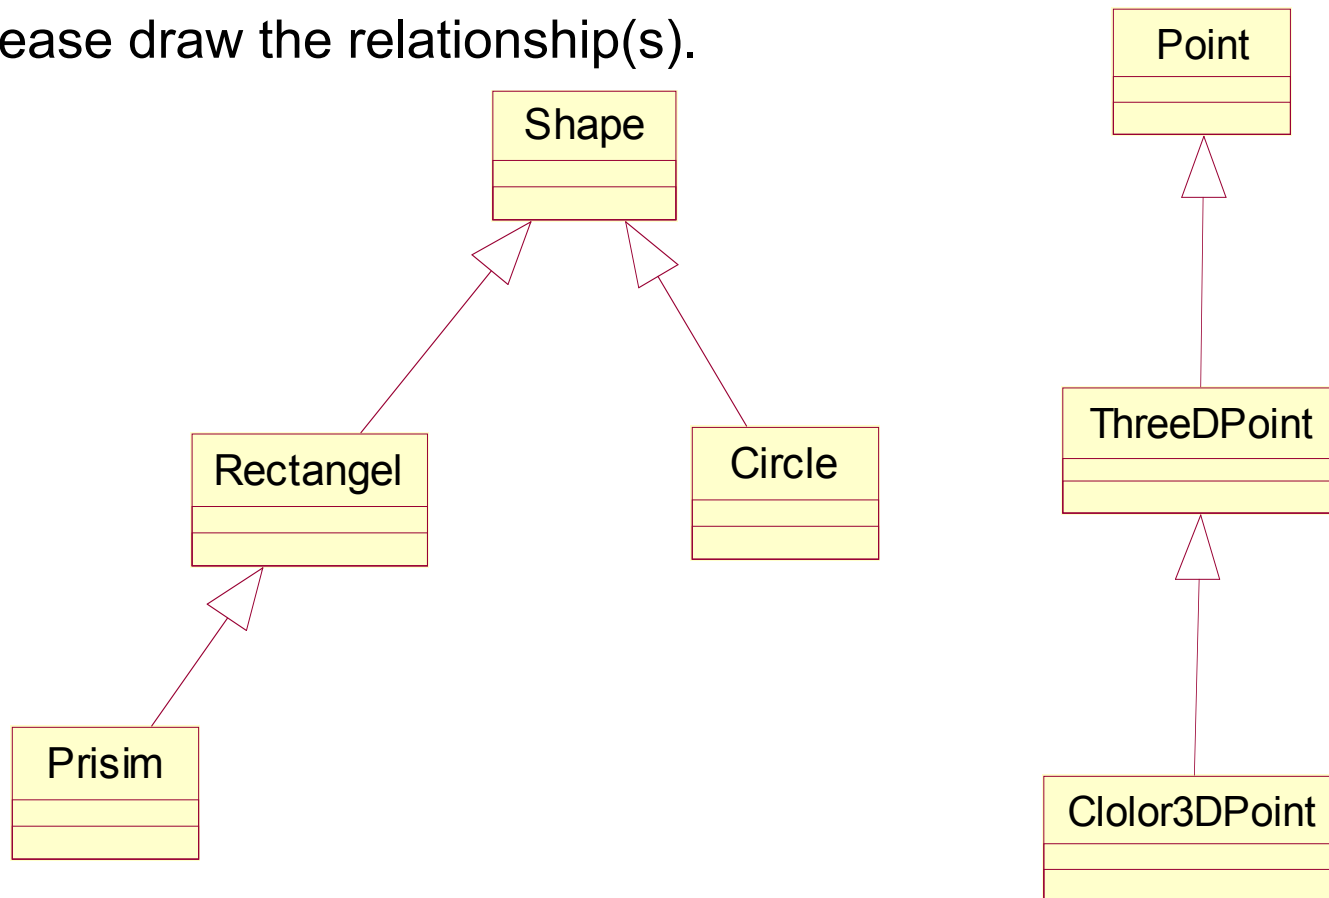 ease draw the relationship(s).
Point
Shape
ThreeDPoint
Rectangel
Circle
Prisim
Clolor3DPoint